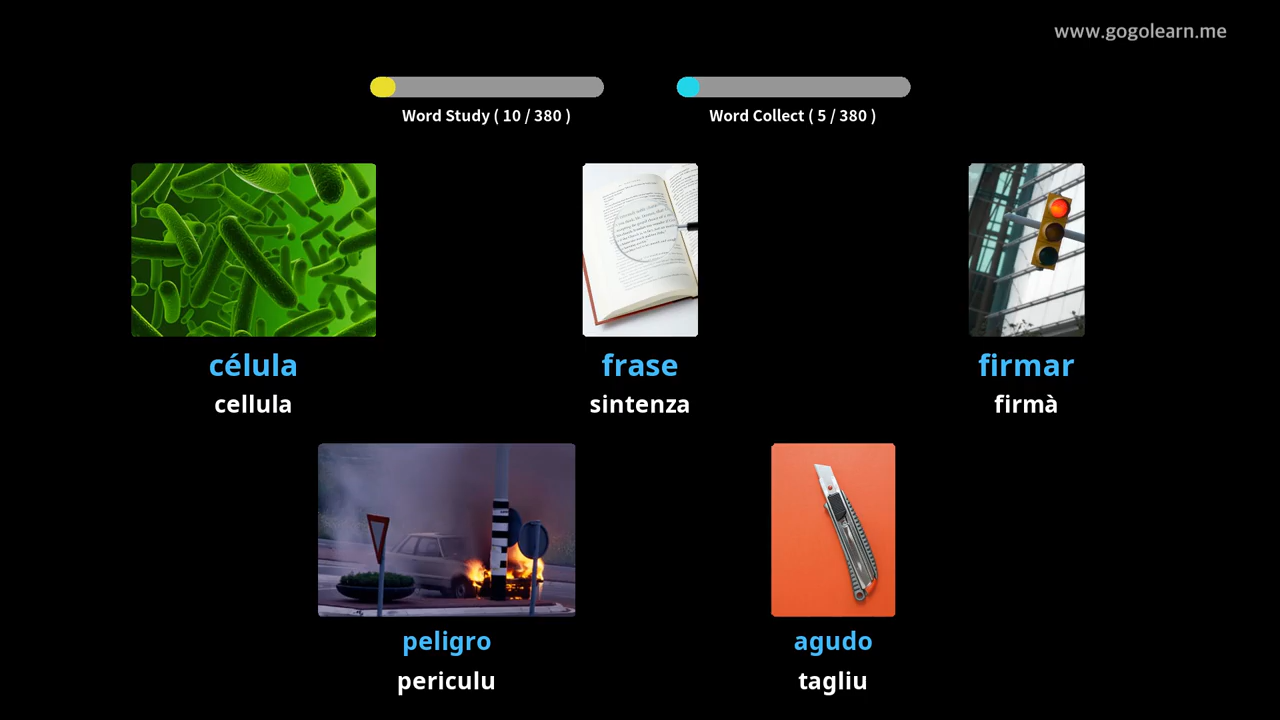 www.gogolearn.me
Word Study ( 10 / 380 )
Word Collect ( 5 / 380 )
célula
cellula
frase
sintenza
firmar
firmà
peligro
periculu
agudo
tagliu